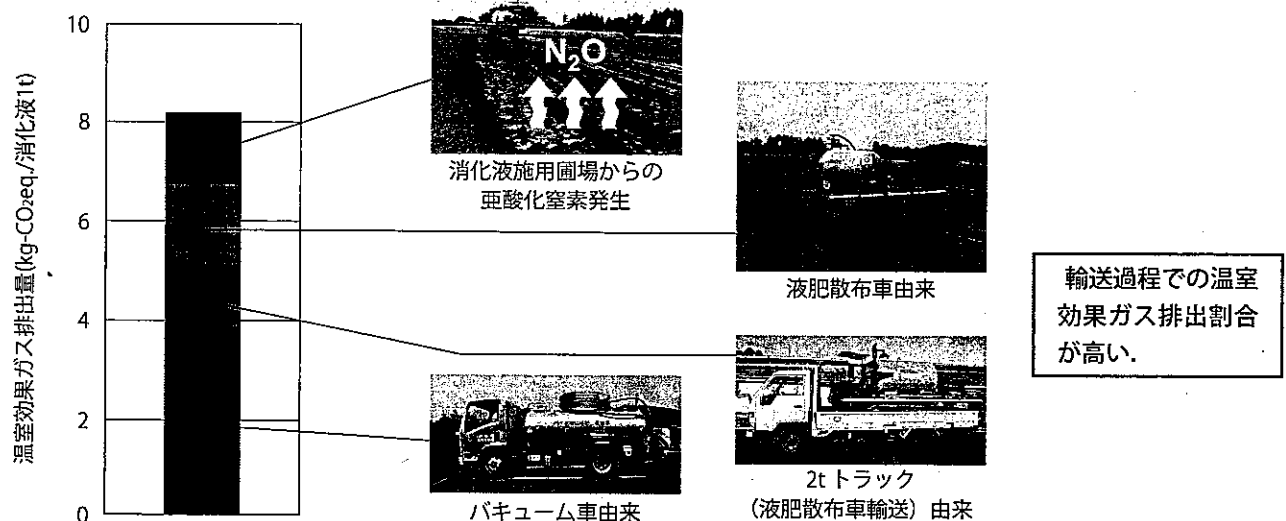 温室効果ガス排出量(kg-CO2eq./消化液1t)
10
8
6
4
2
0
N2O
消化液施用圃場からの
亜酸化窒素発生
液肥散布車由来
バキューム車由来
2t トラック
（液肥散布車輸送）由来
輸送過程での温室
効果ガス排出割合
が高い.